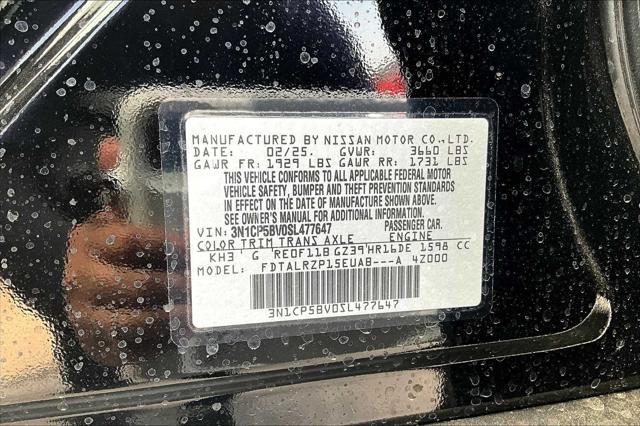 MANUFACTURED BY NISSAN MOTOR CO.,LTD.
DATE: 02/25. GVWR: 3660 LBS
GAWR FR: 1929 LBS GAWR RR: 1731 LBS
THIS VEHICLE CONFORMS TO ALL APPLICABLE FEDERAL MOTOR
VEHICLE SAFETY, BUMPER AND THEFT PREVENTION STANDARDS
IN EFFECT ON THE DATE OF MANUFACTURE SHOWN ABOVE.
SEE OWNER'S MANUAL FOR ADDITIONAL INFORMATION.
VIN: 3N1CP5BV0SL477647 PASSENGER CAR.
COLOR TRIM TRANS AXLE ENGINE
KH3 G RE0F11B GZ39 HR16DE 1598 CC
MODEL: FDTALRZP15EUAB---A 4Z000
3N1CP5BV0SL477647